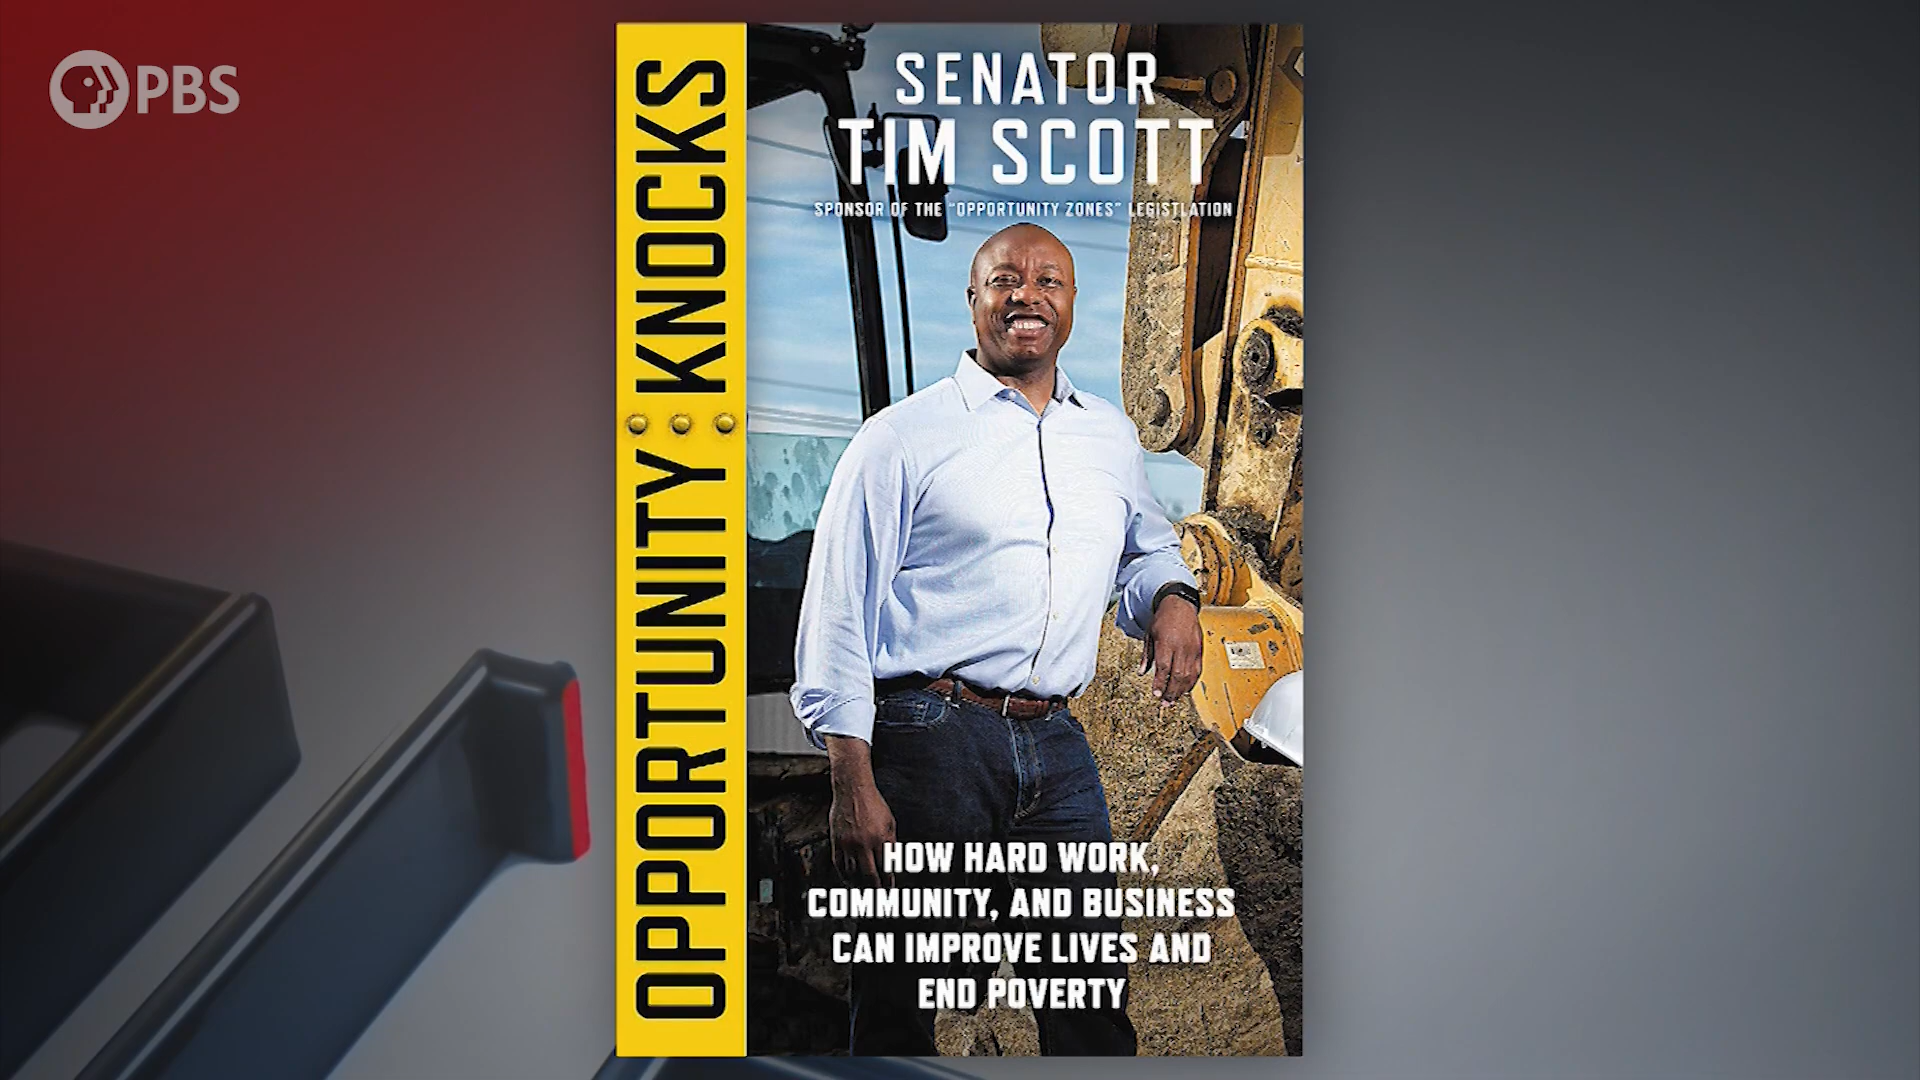 PBS
OPPORTUNITY KNOCKS
SENATOR
TIM SCOTT
SPONSOR OF THE "OPPORTUNITY ZONES" LEGISTLATION
HOW HARD WORK,
COMMUNITY, AND BUSINESS
CAN IMPROVE LIVES AND
END POVERTY